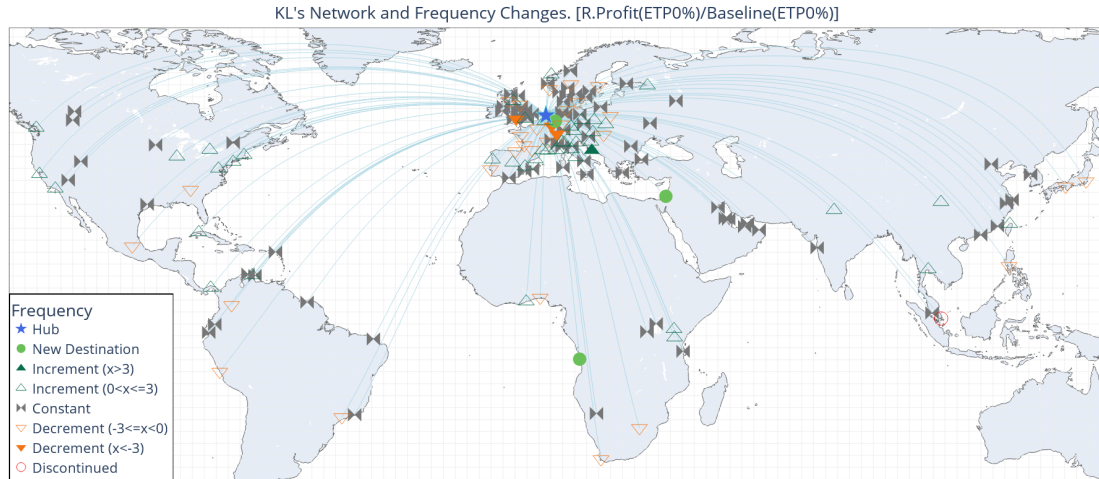 KL's Network and Frequency Changes. [R.Profit(ETP0%)/Baseline(ETP0%)]
Frequency
Hub
New Destination
Increment (x>3)
Increment (0<x<=3)
Constant
Decrement (-3<=x<0)
Decrement (x<-3)
Discontinued